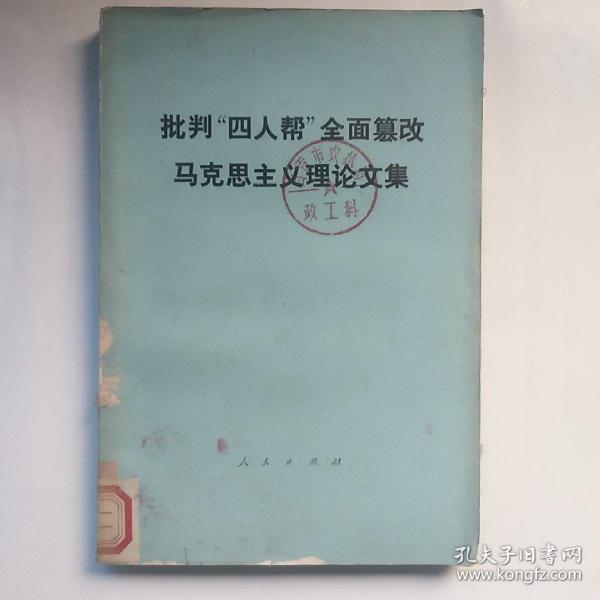 批判“四人帮”全面篡改
马克思主义理论文集
政工科
人民出版社
二
孔夫子旧书网
www.kongfz.com